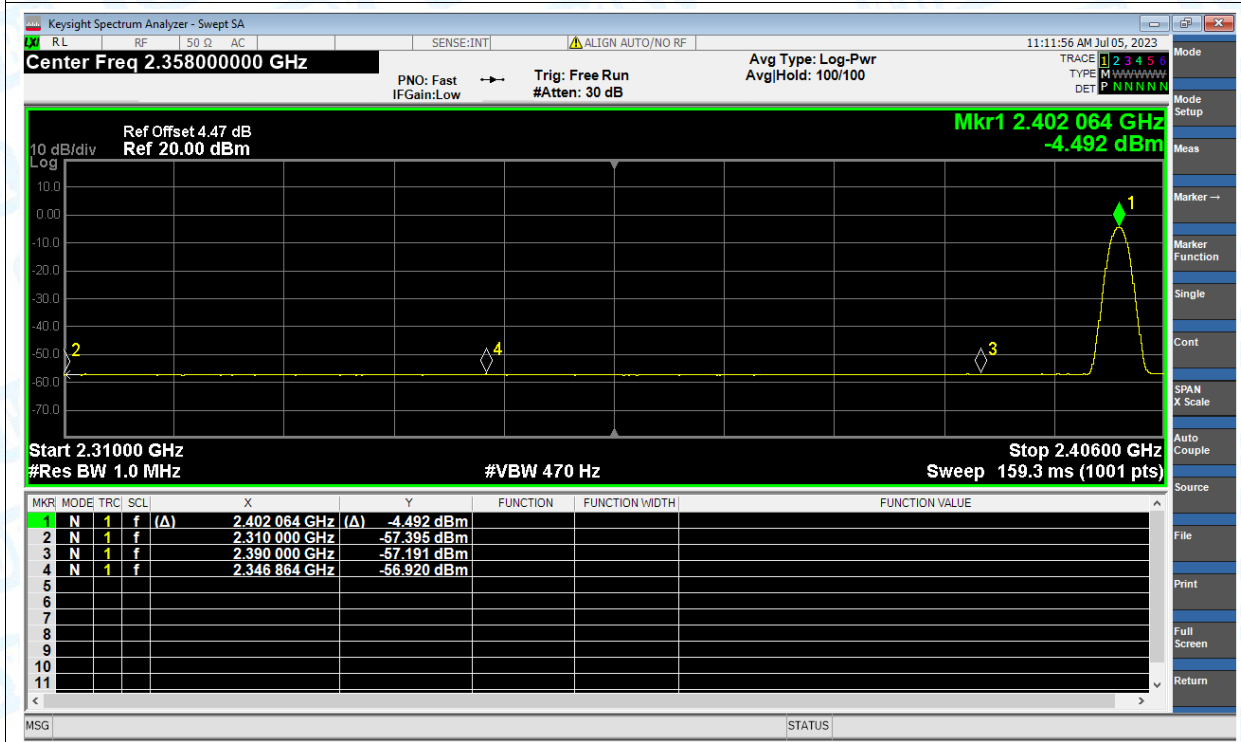 Keysight Spectrum Analyzer - Swept SA
LXI RL RF 50 Ω AC SENSE:INT ALIGN AUTO/NO RF 11:11:56 AM Jul 05, 2023
Center Freq 2.358000000 GHz
PNO: Fast
IFGain:Low
Trig: Free Run
#Atten: 30 dB
Avg Type: Log-Pwr
Avg|Hold: 100/100
TRACE 1 2 3 4 5 6
TYPE M W W W W W
DET P N N N N N
Ref Offset 4.47 dB
Ref 20.00 dBm
10 dB/div
Log
Mkr1 2.402 064 GHz
-4.492 dBm
10.0
0.00
-10.0
-20.0
-30.0
-40.0
-50.0
-60.0
-70.0
1
2
4
3
Start 2.31000 GHz
Stop 2.40600 GHz
#Res BW 1.0 MHz
#VBW 470 Hz
Sweep 159.3 ms (1001 pts)
MKR MODE TRC SCL X Y FUNCTION FUNCTION WIDTH FUNCTION VALUE
1 N 1 f (Δ) 2.402 064 GHz (Δ) -4.492 dBm
2 N 1 f 2.310 000 GHz -57.395 dBm
3 N 1 f 2.390 000 GHz -57.191 dBm
4 N 1 f 2.346 864 GHz -56.920 dBm
5
6
7
8
9
10
11
MSG
STATUS
Mode
Mode Setup
Meas
Marker →
Marker Function
Single
Cont
SPAN X Scale
Auto Couple
Source
File
Print
Full Screen
Return